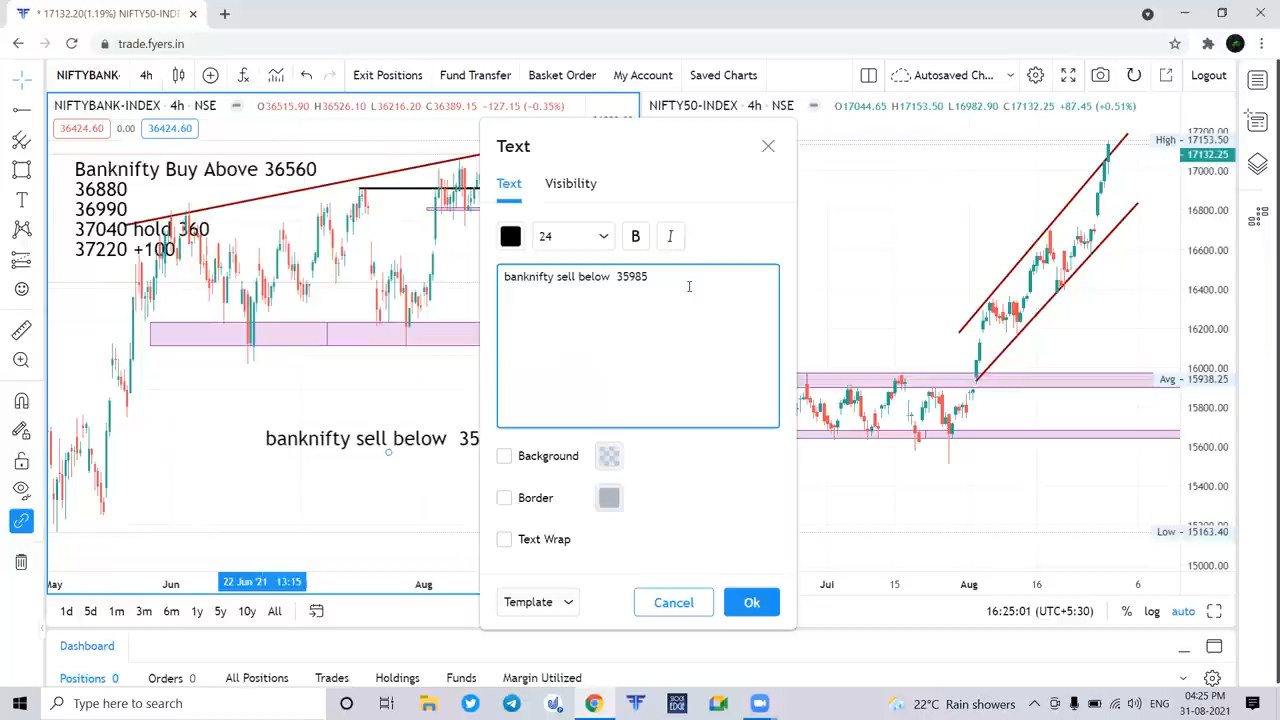 * 17132.20(1.19%) NIFTY50-IND
trade.fyers.in
NIFTYBANK-
4h
Exit Positions
Fund Transfer
Basket Order
My Account
Saved Charts
Autosaved Ch...
Logout
NIFTYBANK-INDEX • 4h • NSE
O36515.90 H36526.10 L36216.20 C36389.15 −127.15 (−0.35%)
NIFTY50-INDEX • 4h • NSE
O17044.65 H17153.50 L16982.90 C17132.25 +87.45 (+0.51%)
36424.60 0.00 36424.60
Banknifty Buy Above 36560
36880
36990
37040 hold 360
37220 +100
banknifty sell below 35
Text
Text Visibility
24
B I
banknifty sell below 35985
Background
Border
Text Wrap
Template
Cancel
Ok
17200.00
High - 17153.50
17132.25
17000.00
16800.00
16600.00
16400.00
16200.00
16000.00
Avg - 15938.25
15800.00
15600.00
15400.00
Low - 15163.40
15000.00
May
Jun
22 Jun '21 13:15
Aug
Jul
15
Aug
16
6
1d 5d 1m 3m 6m 1y 5y 10y All
16:25:01 (UTC+5:30)
% log auto
Dashboard
Positions 0
Orders 0
All Positions
Trades
Holdings
Funds
Margin Utilized
Type here to search
STOCK EDGE
22°C Rain showers
ENG
04:25 PM
31-08-2021